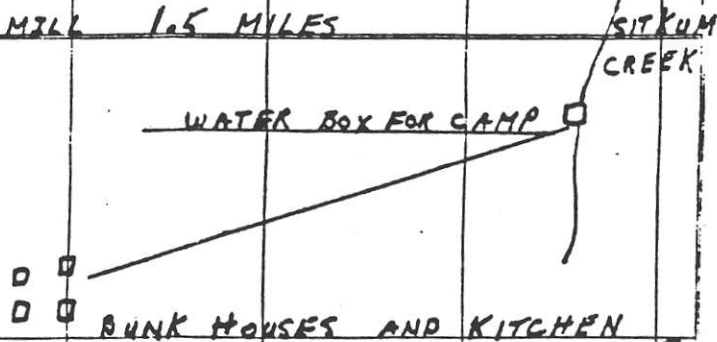 MILL 1.5 MILES
SITKUM
CREEK
WATER BOX FOR CAMP
BUNK HOUSES AND KITCHEN